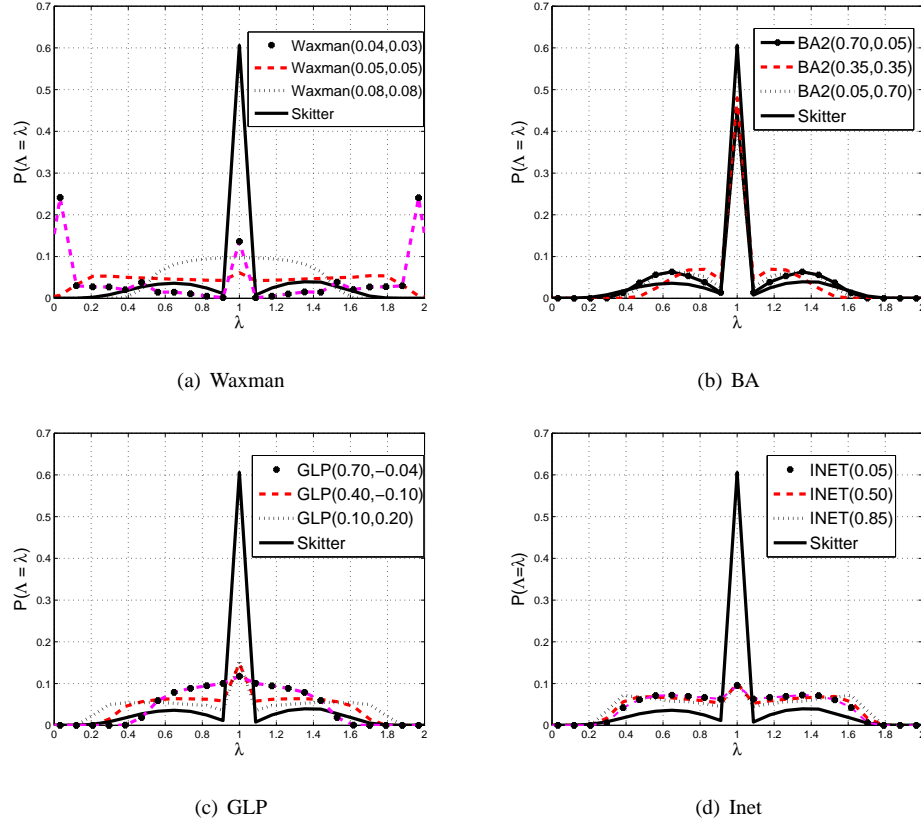 0.7
0.6
0.5
0.4
0.3
0.2
0.1
0
P(Λ = λ)
0 0.2 0.4 0.6 0.8 1 1.2 1.4 1.6 1.8 2
λ
Waxman(0.04,0.03)
Waxman(0.05,0.05)
Waxman(0.08,0.08)
Skitter
(a) Waxman
0.7
0.6
0.5
0.4
0.3
0.2
0.1
0
P(Λ = λ)
0 0.2 0.4 0.6 0.8 1 1.2 1.4 1.6 1.8 2
λ
BA2(0.70,0.05)
BA2(0.35,0.35)
BA2(0.05,0.70)
Skitter
(b) BA
0.7
0.6
0.5
0.4
0.3
0.2
0.1
0
P(Λ = λ)
0 0.2 0.4 0.6 0.8 1 1.2 1.4 1.6 1.8 2
λ
GLP(0.70,−0.04)
GLP(0.40,−0.10)
GLP(0.10,0.20)
Skitter
(c) GLP
0.7
0.6
0.5
0.4
0.3
0.2
0.1
0
P(Λ=λ)
0 0.2 0.4 0.6 0.8 1 1.2 1.4 1.6 1.8 2
λ
INET(0.05)
INET(0.50)
INET(0.85)
Skitter
(d) Inet